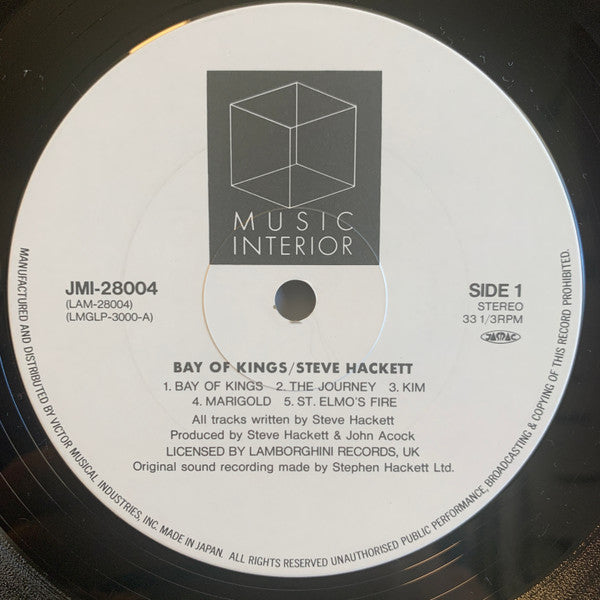 MUSIC
INTERIOR
JMI-28004
(LAM-28004)
(LMGLP-3000-A)
SIDE 1
STEREO
33 1/3RPM
JASRAC
BAY OF KINGS/STEVE HACKETT
1. BAY OF KINGS 2. THE JOURNEY 3. KIM
4. MARIGOLD 5. ST. ELMO'S FIRE
All tracks written by Steve Hackett
Produced by Steve Hackett & John Acock
LICENSED BY LAMBORGHINI RECORDS, UK
Original sound recording made by Stephen Hackett Ltd.
MANUFACTURED AND DISTRIBUTED BY VICTOR MUSICAL INDUSTRIES, INC. MADE IN JAPAN. ALL RIGHTS RESERVED UNAUTHORISED PUBLIC PERFORMANCE, BROADCASTING & COPYING OF THIS RECORD PROHIBITED.